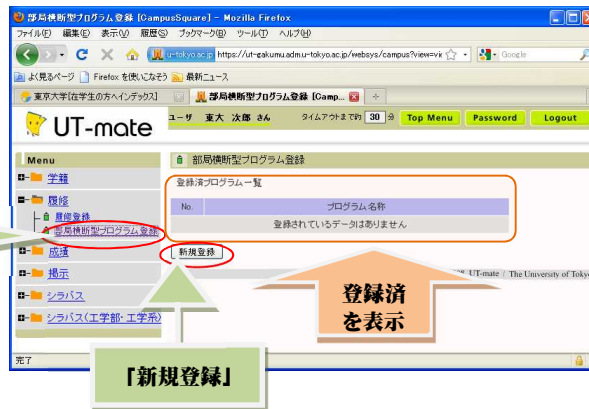 部局横断型プログラム登録 [CampusSquare] - Mozilla Firefox
ファイル(F) 編集(E) 表示(V) 履歴(S) ブックマーク(B) ツール(T) ヘルプ(H)
u-tokyo.ac.jp https://ut-gakumu.adm.u-tokyo.ac.jp/websys/campus?view=vi
Google
よく見るページ Firefox を使いこなそう 最新ニュース
東京大学[在学生の方へインデックス]
部局横断型プログラム登録 [Camp...
UT-mate
ユーザ 東大 次郎 さん タイムアウトまで約 30 分 Top Menu Password Logout
Menu
学籍
履修
履修登録
部局横断型プログラム登録
成績
掲示
シラバス
シラバス(工学部・工学系)
部局横断型プログラム登録
登録済プログラム一覧
No. プログラム名称
登録されているデータはありません
新規登録
UT-mate / The University of Tokyo
登録済
を表示
「新規登録」
完了